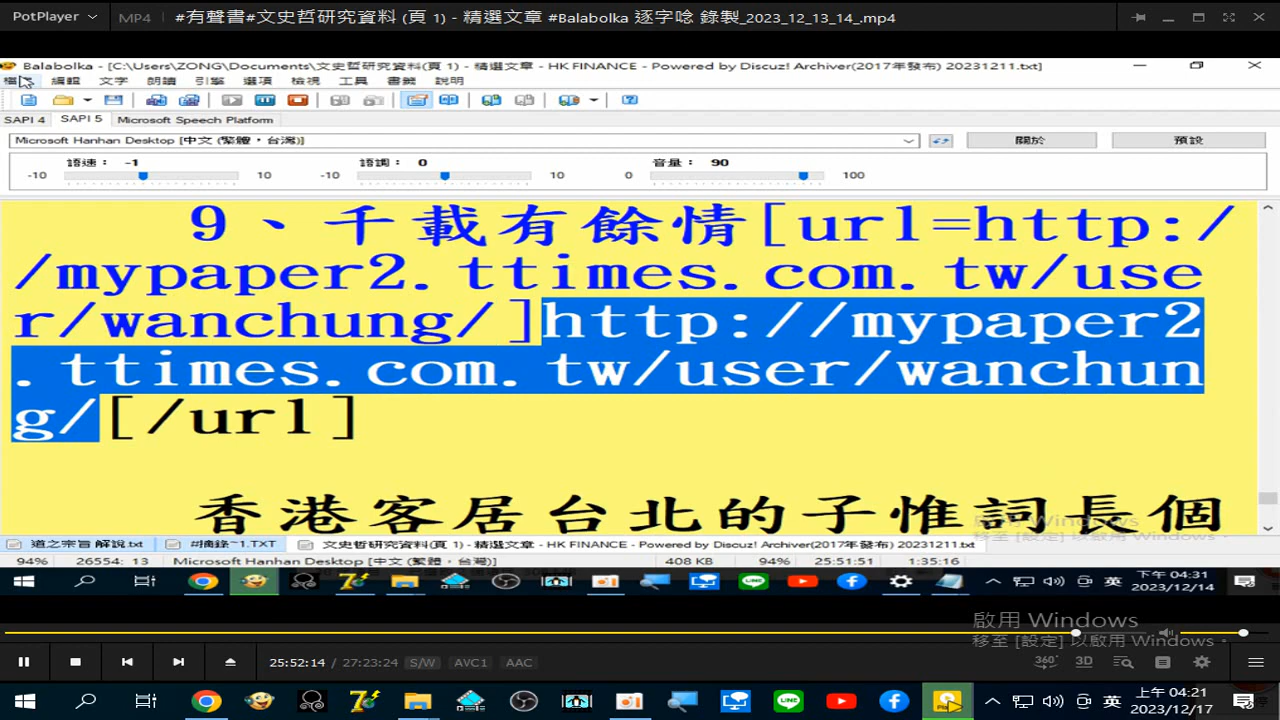 PotPlayer MP4 #有聲書#文史哲研究資料 (頁 1) - 精選文章 #Balabolka 逐字唸 錄製_2023_12_13_14_.mp4
Balabolka - [C:\Users\ZONG\Documents\文史哲研究資料(頁 1) - 精選文章 - HK FINANCE - Powered by Discuz! Archiver(2017年發布) 20231211.txt]
檔案 編輯 文字 朗讀 引擎 選項 檢視 工具 書籤 說明
SAPI 4 SAPI 5 Microsoft Speech Platform
Microsoft Hanhan Desktop [中文 (繁體，台灣)] 關於 預設
語速： -1 語調： 0 音量： 90
-10 10 -10 10 0 100
9、千載有餘情[url=http:/
/mypaper2.ttimes.com.tw/use
r/wanchung/]http://mypaper2
.ttimes.com.tw/user/wanchun
g/[/url]
香港客居台北的子惟詞長個
道之宗旨 解說.txt #摘錄~1.TXT 文史哲研究資料(頁 1) - 精選文章 - HK FINANCE - Powered by Discuz! Archiver(2017年發布) 20231211.txt
94% 26554: 13 Microsoft Hanhan Desktop [中文 (繁體，台灣)] 408 KB 94% 25:51:51 1:35:16
英 下午 04:31
2023/12/14
啟用 Windows
移至 [設定] 以啟用 Windows。
25:52:14 / 27:23:24 S/W AVC1 AAC 360° 3D
英 上午 04:21
2023/12/17